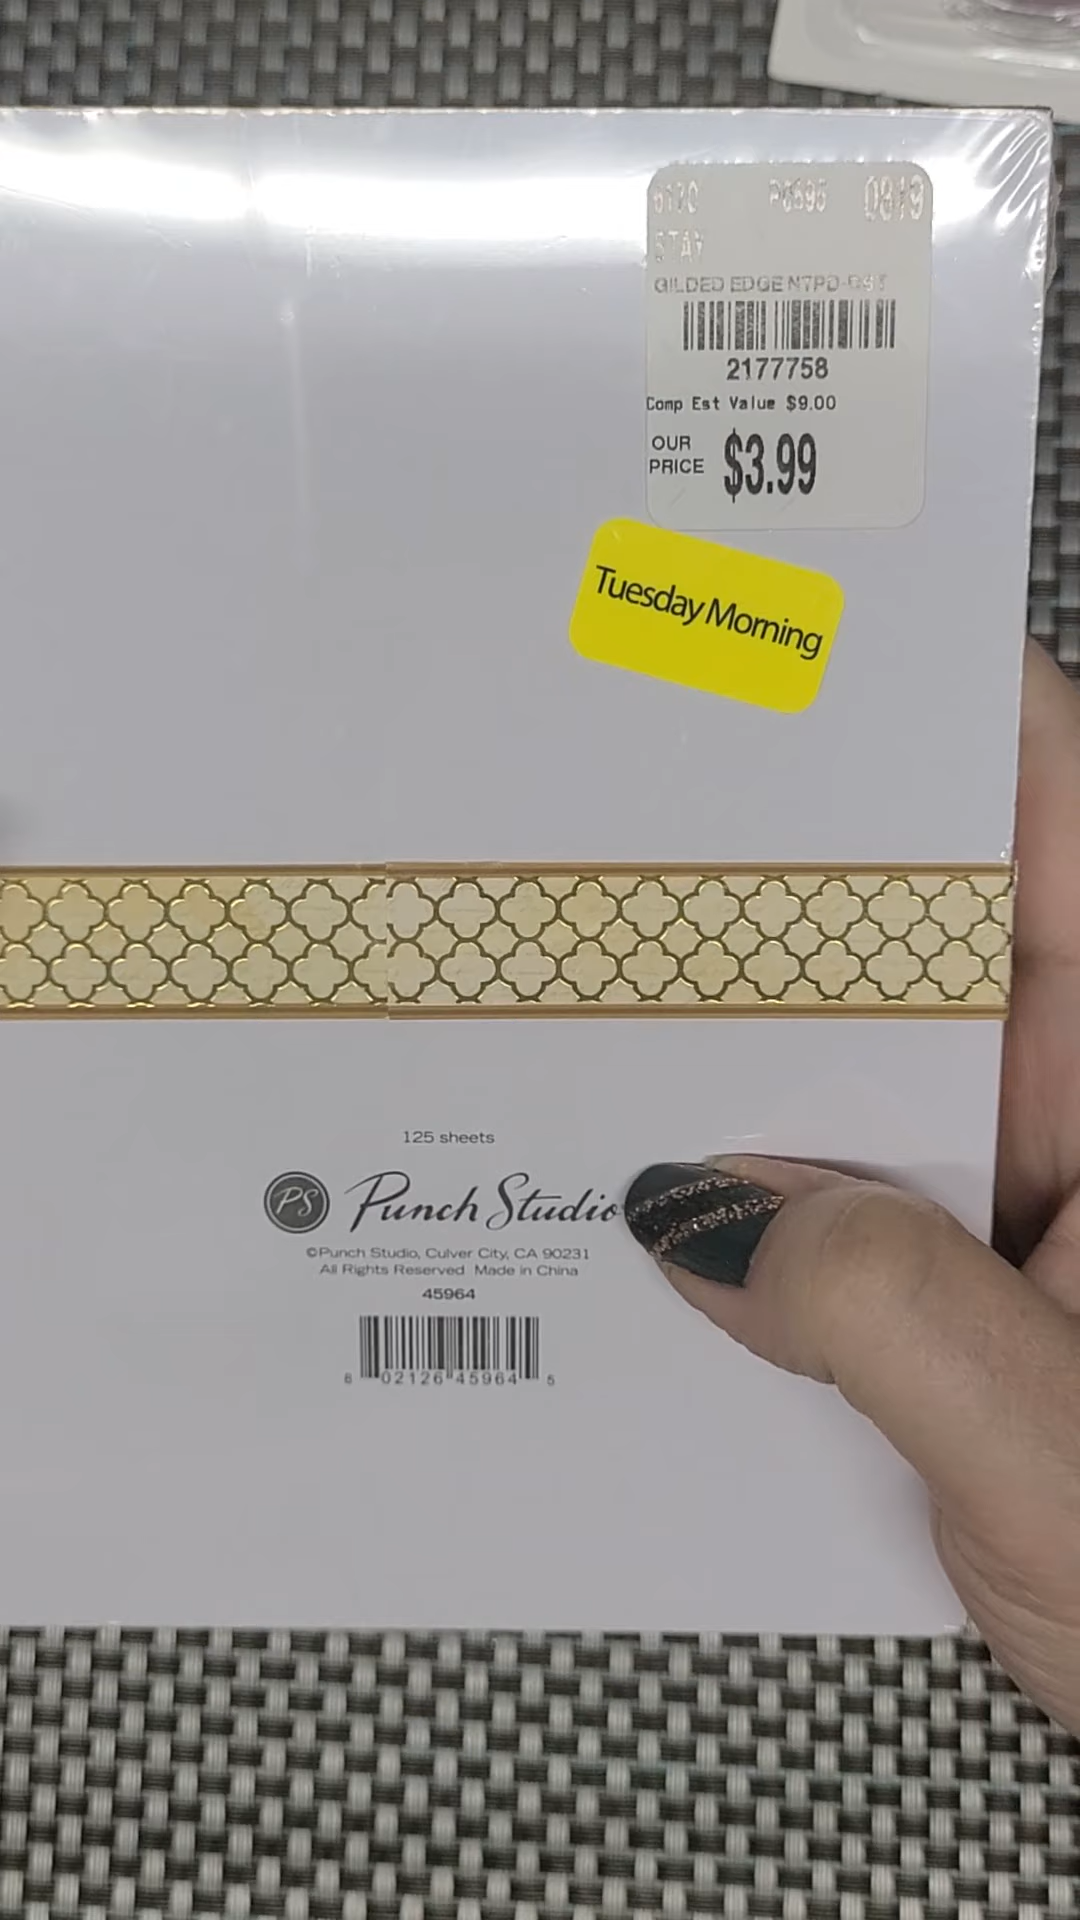 0819
GILDED EDGE
2177758
Comp Est Value $9.00
OUR
PRICE
$3.99
Tuesday Morning
125 sheets
PS Punch Studio
©Punch Studio, Culver City, CA 90231
All Rights Reserved Made in China
45964
6 02126 45964 5